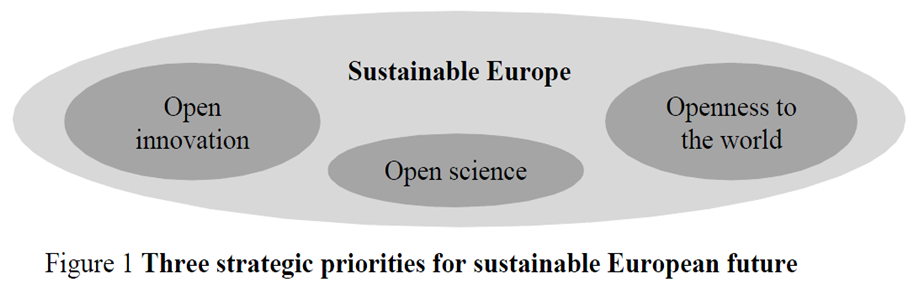 Sustainable Europe
Open
innovation
Open science
Openness to
the world
Figure 1 Three strategic priorities for sustainable European future